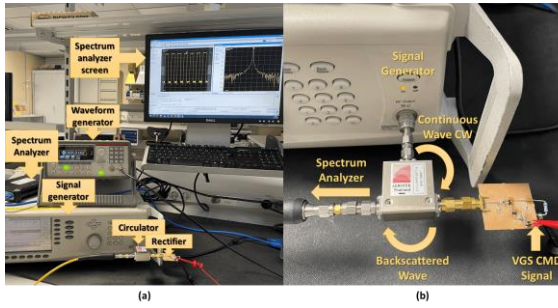 Spectrum
analyzer
screen
Waveform
generator
Spectrum
Analyzer
Signal
generator
Circulator
Rectifier
(a)
Signal
Generator
Continuous
Wave CW
Spectrum
Analyzer
Backscattered
Wave
VGS CMD
Signal
(b)